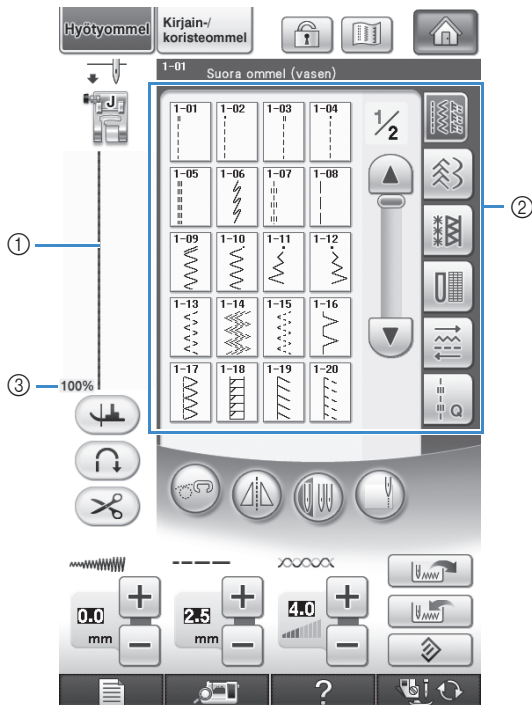 Hyötyommel
Kirjain-/
koristeommel
1-01
Suora ommel (vasen)
J
1-01 1-02 1-03 1-04
1/2
1-05 1-06 1-07 1-08
②
①
1-09 1-10 1-11 1-12
1-13 1-14 1-15 1-16
③ 100%
1-17 1-18 1-19 1-20
Q
0.0
mm
2.5
mm
4.0
?